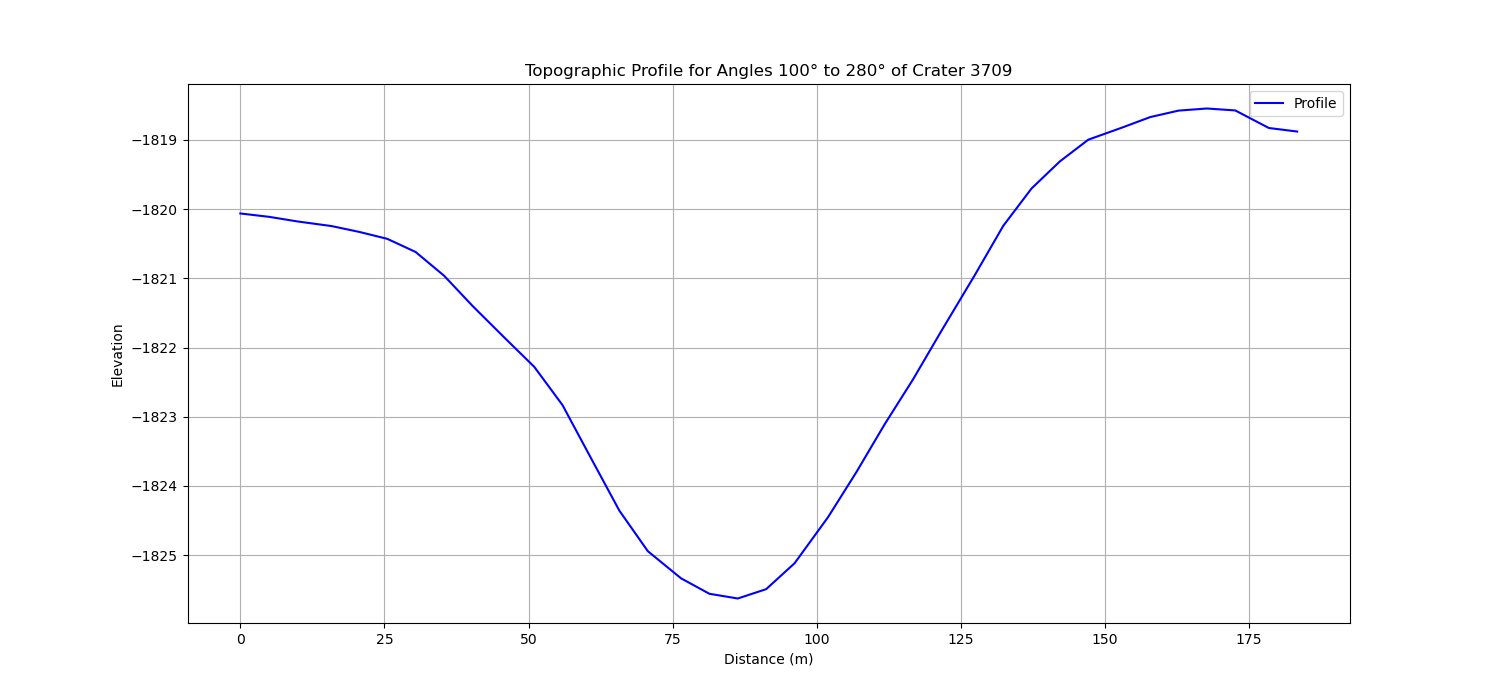 Topographic Profile for Angles 100° to 280° of Crater 3709
Profile
−1819
−1820
−1821
−1822
−1823
−1824
−1825
Elevation
0 25 50 75 100 125 150 175
Distance (m)